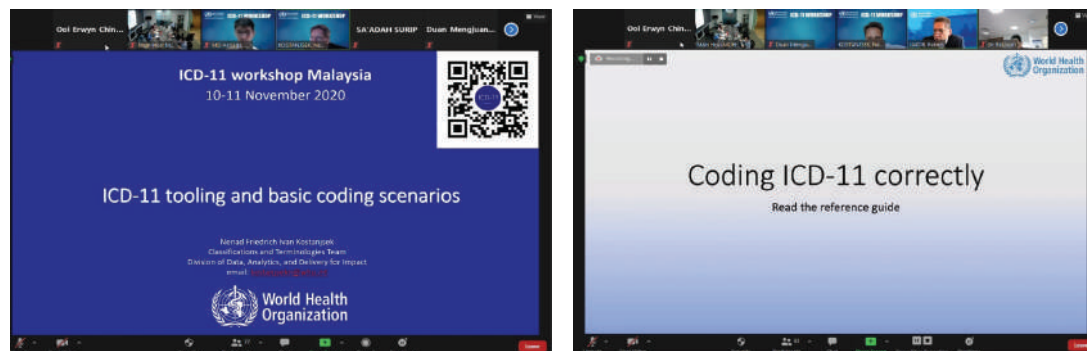 Ooi Erwyn Chin...
SA'ADAH SURIP
Duan Mengjuan...
ICD-11 workshop Malaysia
10-11 November 2020
ICD-11 tooling and basic coding scenarios
Nenad Friedrich Ivan Kostanjsek
Classifications and Terminologies Team
Division of Data, Analytics, and Delivery for Impact
email:
World Health
Organization
Ooi Erwyn Chin...
World Health
Organization
Coding ICD-11 correctly
Read the reference guide